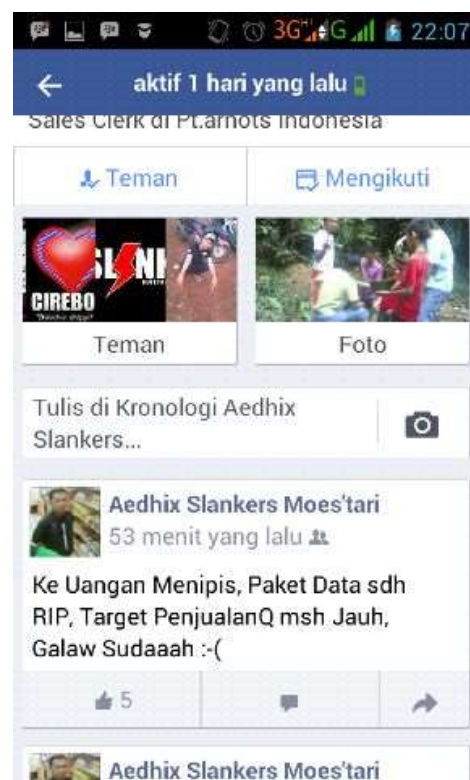 3G G 22:07
aktif 1 hari yang lalu
Sales Clerk di Pt.arnots Indonesia
Teman
Mengikuti
CIREBO
SLANK
Teman
Foto
Tulis di Kronologi Aedhix
Slankers...
Aedhix Slankers Moes'tari
53 menit yang lalu
Ke Uangan Menipis, Paket Data sdh
RIP, Target PenjualanQ msh Jauh,
Galaw Sudaaah :-(
5
Aedhix Slankers Moes'tari